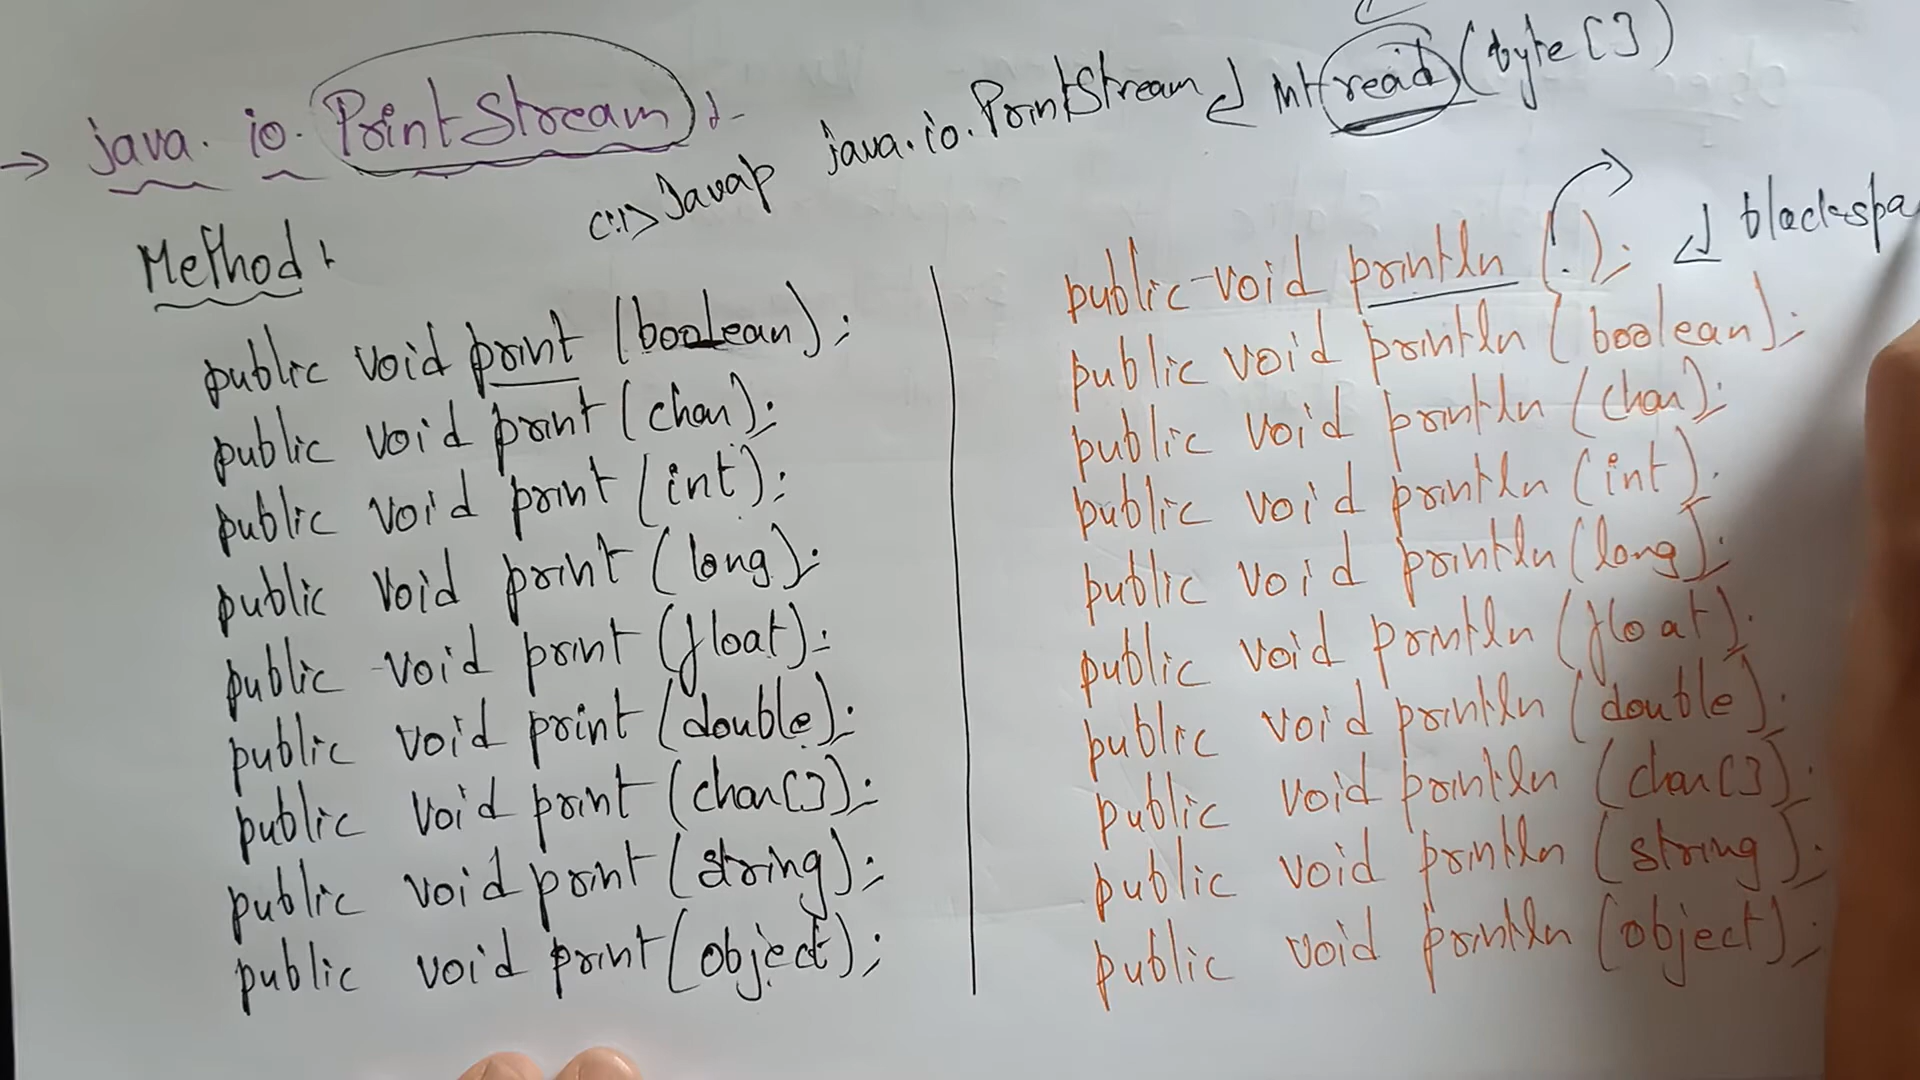 → java. io. PrintStream :-
int read (byte [])
c:\> Javap java.io.PrintStream ↵
Method :
public void print (boolean) ;
public void print (char) ;
public void print (int) ;
public void print (long) ;
public void print (float) ;
public void print (double) ;
public void print (char[]) ;
public void print (string) ;
public void print (object) ;
public void println (.) ; ↵
public void println (boolean) ;
public void println (char) ;
public void println (int) ;
public void println (long) ;
public void println (float) ;
public void println (double) ;
public void println (char[]) ;
public void println (string) ;
public void println (object) ;